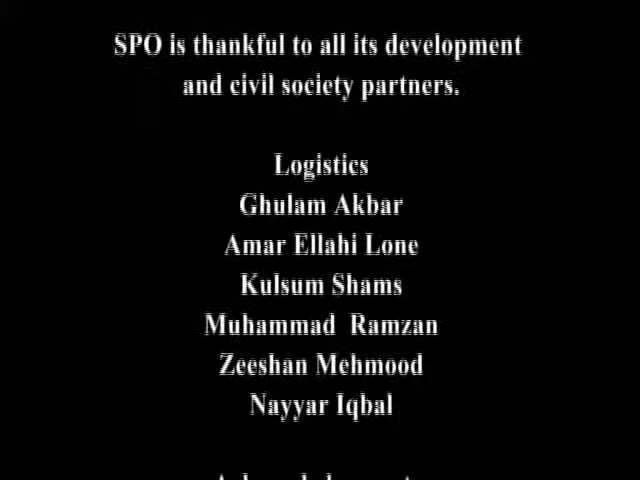 SPO is thankful to all its development
and civil society partners.
Logistics
Ghulam Akbar
Amar Ellahi Lone
Kulsum Shams
Muhammad Ramzan
Zeeshan Mehmood
Nayyar Iqbal